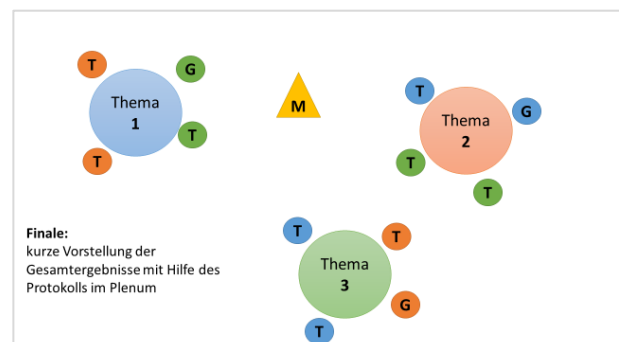 T
G
Thema
1
T
T
M
T
G
Thema
2
T
T
Finale:
kurze Vorstellung der
Gesamtergebnisse mit Hilfe des
Protokolls im Plenum
T
T
Thema
3
G
T